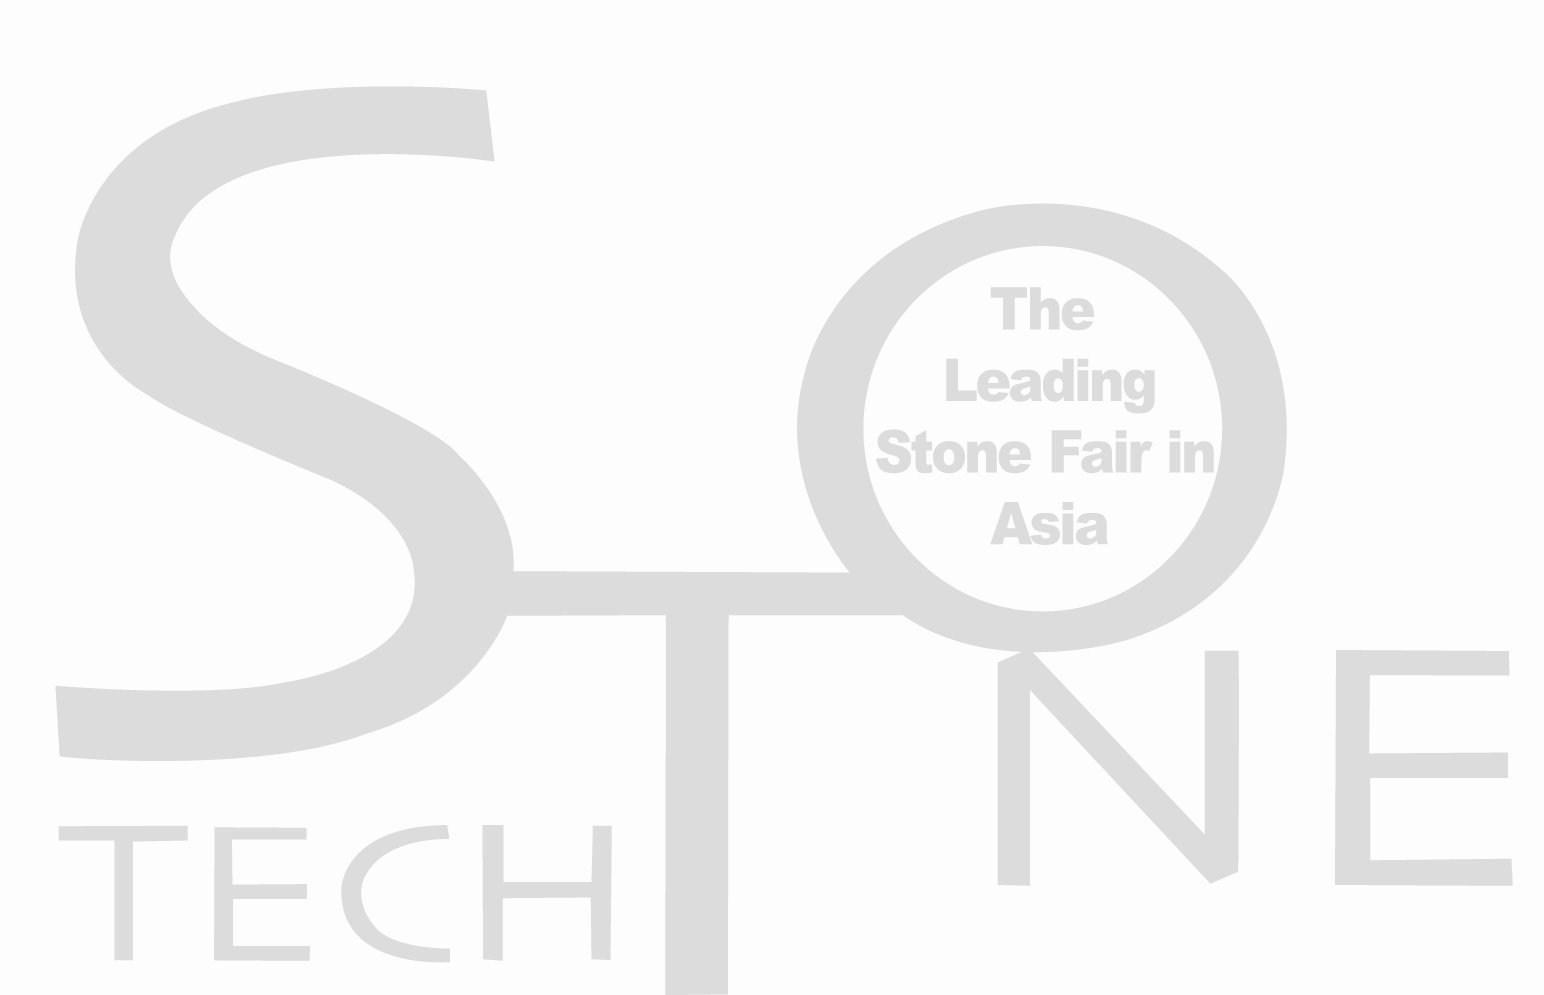 STONE
The
Leading
Stone Fair in
Asia
TECH